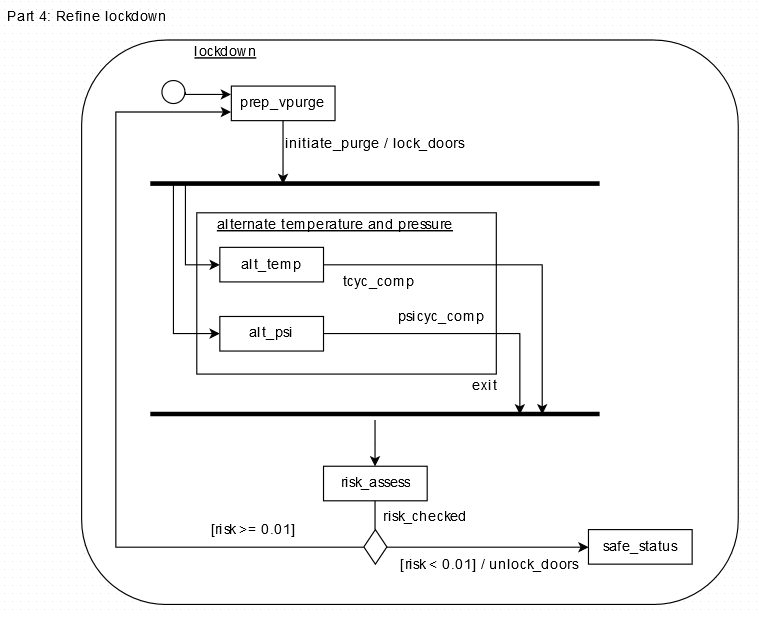 Part 4: Refine lockdown
lockdown
prep_vpurge
initiate_purge / lock_doors
alternate temperature and pressure
alt_temp
tcyc_comp
psicyc_comp
alt_psi
exit
risk_assess
risk_checked
[risk >= 0.01]
safe_status
[risk < 0.01] / unlock_doors